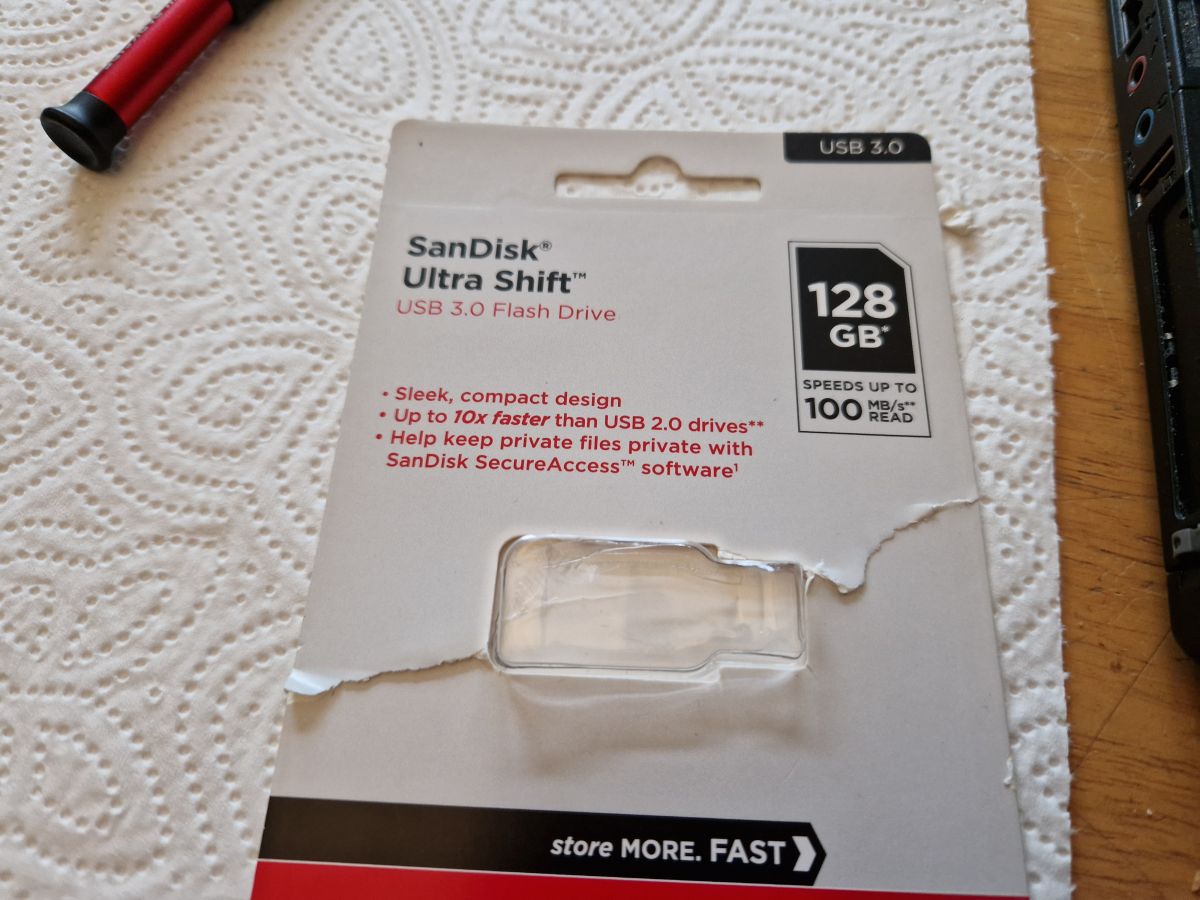 USB 3.0
SanDisk®
Ultra Shift™
USB 3.0 Flash Drive
128
GB*
SPEEDS UP TO
100 MB/s**
READ
• Sleek, compact design
• Up to 10x faster than USB 2.0 drives**
• Help keep private files private with
SanDisk SecureAccess™ software¹
store MORE. FAST